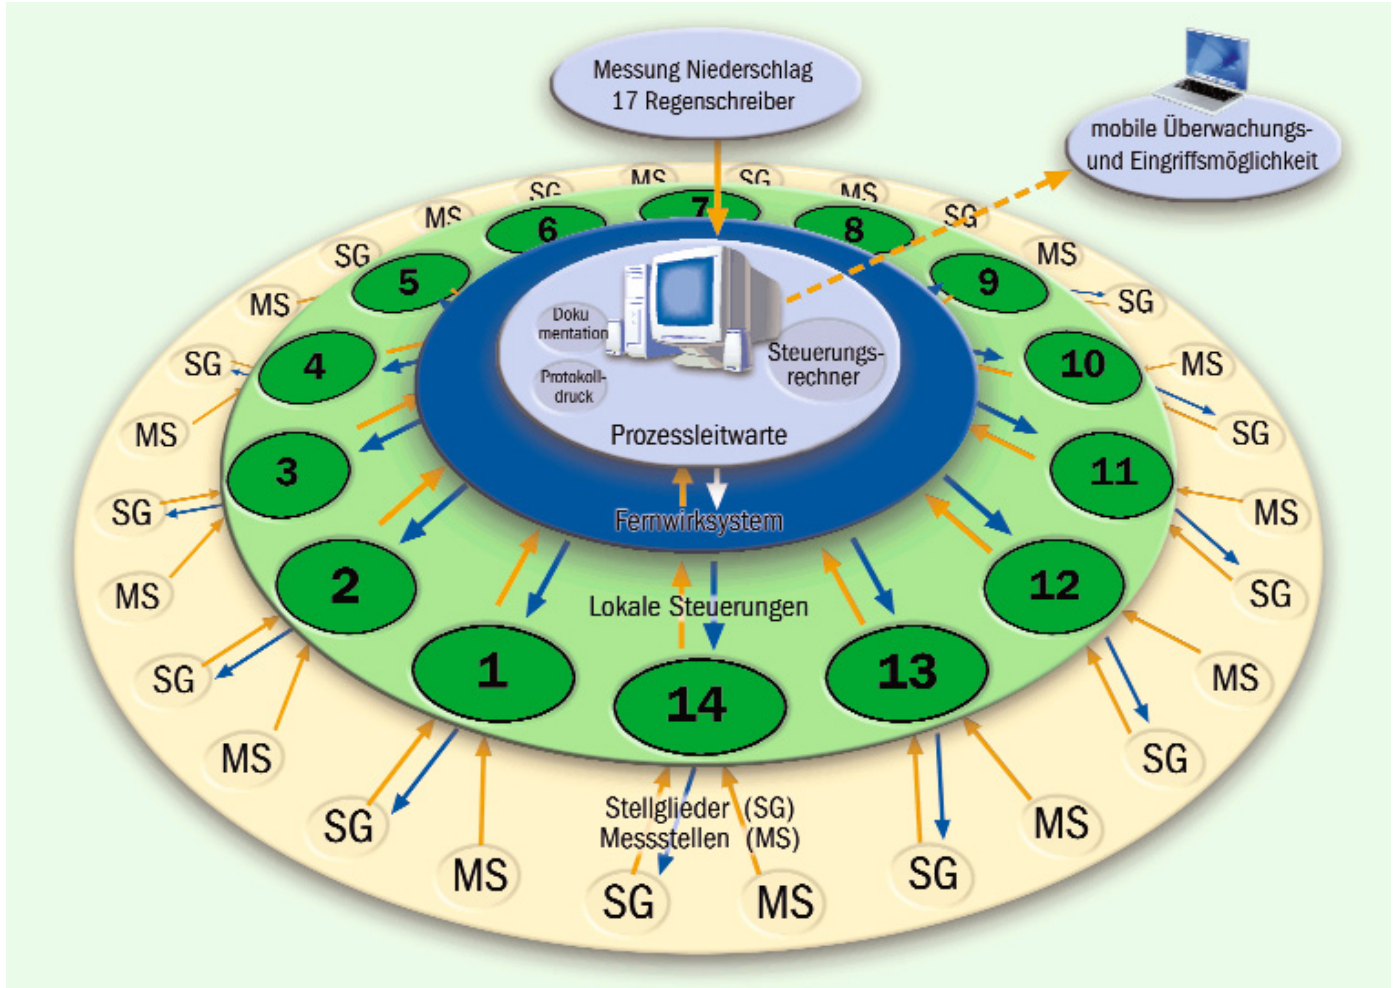 Messung Niederschlag
17 Regenschreiber
mobile Überwachungs-
und Eingriffsmöglichkeit
MS
SG
SG
MS
MS
SG
SG
MS
MS
SG
SG
MS
MS
SG
SG
MS
MS
SG
SG
MS
MS
SG
SG
MS
MS
SG
SG
MS
7
6
8
5
9
4
10
3
11
2
12
1
13
14
Doku
mentation
Protokoll-
druck
Steuerungs-
rechner
Prozessleitwarte
Fernwirksystem
Lokale Steuerungen
Stellglieder (SG)
Messstellen (MS)